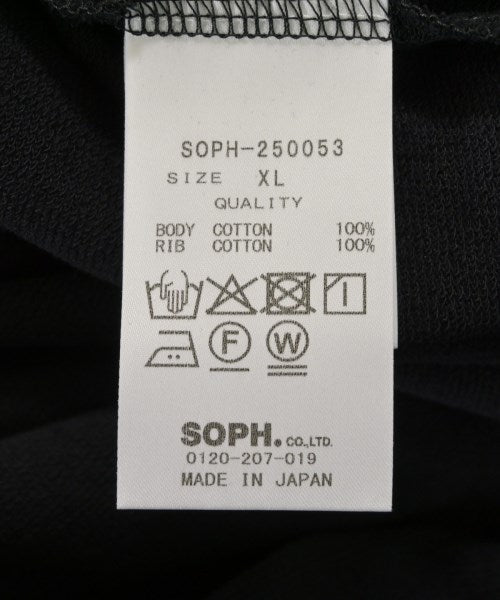 SOPH-250053
SIZE XL
QUALITY
BODY COTTON 100%
RIB COTTON 100%
F W
SOPH. CO.,LTD.
0120-207-019
MADE IN JAPAN